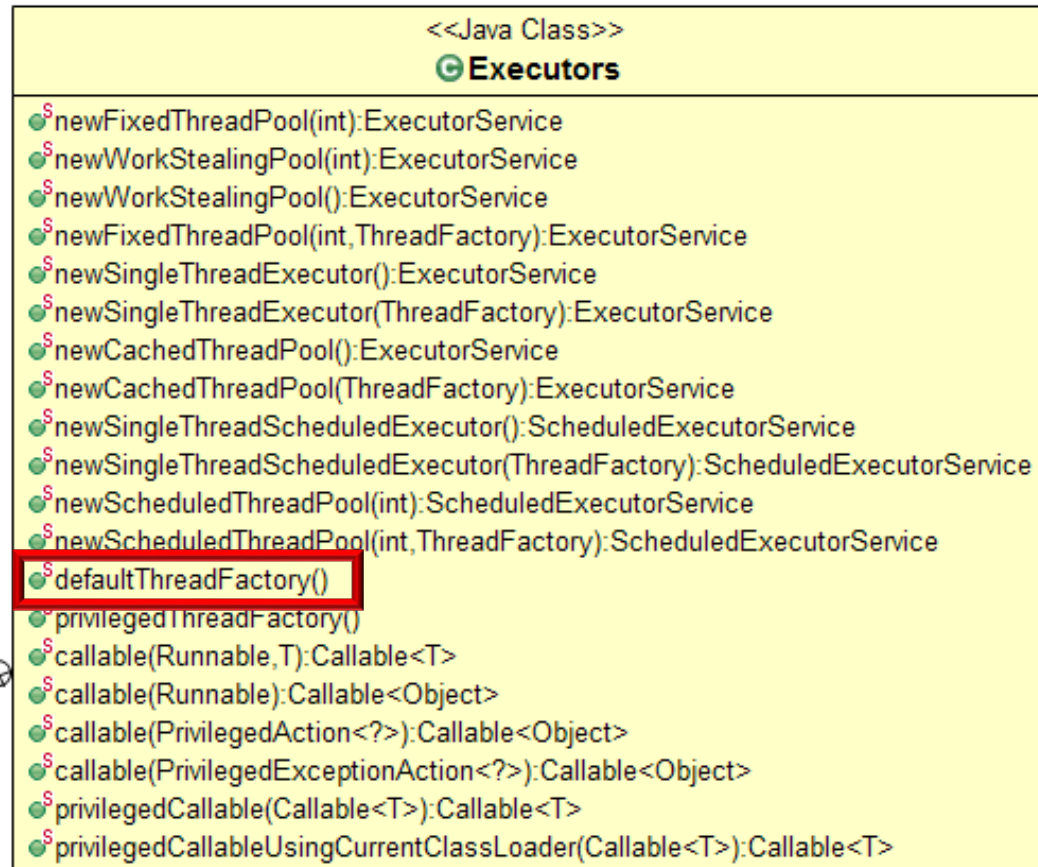 <<Java Class>>
Executors
newFixedThreadPool(int):ExecutorService
newWorkStealingPool(int):ExecutorService
newWorkStealingPool():ExecutorService
newFixedThreadPool(int,ThreadFactory):ExecutorService
newSingleThreadExecutor():ExecutorService
newSingleThreadExecutor(ThreadFactory):ExecutorService
newCachedThreadPool():ExecutorService
newCachedThreadPool(ThreadFactory):ExecutorService
newSingleThreadScheduledExecutor():ScheduledExecutorService
newSingleThreadScheduledExecutor(ThreadFactory):ScheduledExecutorService
newScheduledThreadPool(int):ScheduledExecutorService
newScheduledThreadPool(int,ThreadFactory):ScheduledExecutorService
defaultThreadFactory()
privilegedThreadFactory()
callable(Runnable,T):Callable<T>
callable(Runnable):Callable<Object>
callable(PrivilegedAction<?>):Callable<Object>
callable(PrivilegedExceptionAction<?>):Callable<Object>
privilegedCallable(Callable<T>):Callable<T>
privilegedCallableUsingCurrentClassLoader(Callable<T>):Callable<T>